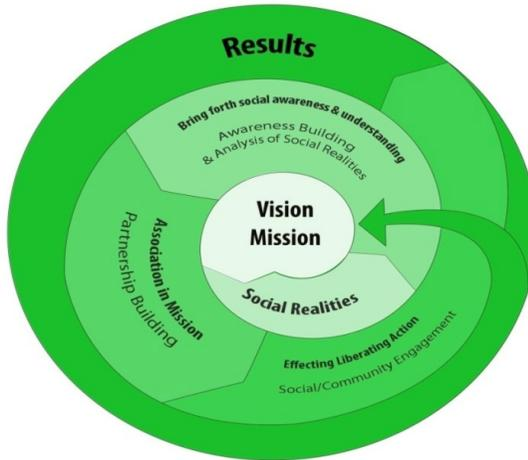 Results
Bring forth social awareness & understanding
Awareness Building
& Analysis of Social Realities
Vision
Mission
Social Realities
Association in Mission
Partnership Building
Effecting Liberating Action
Social/Community Engagement